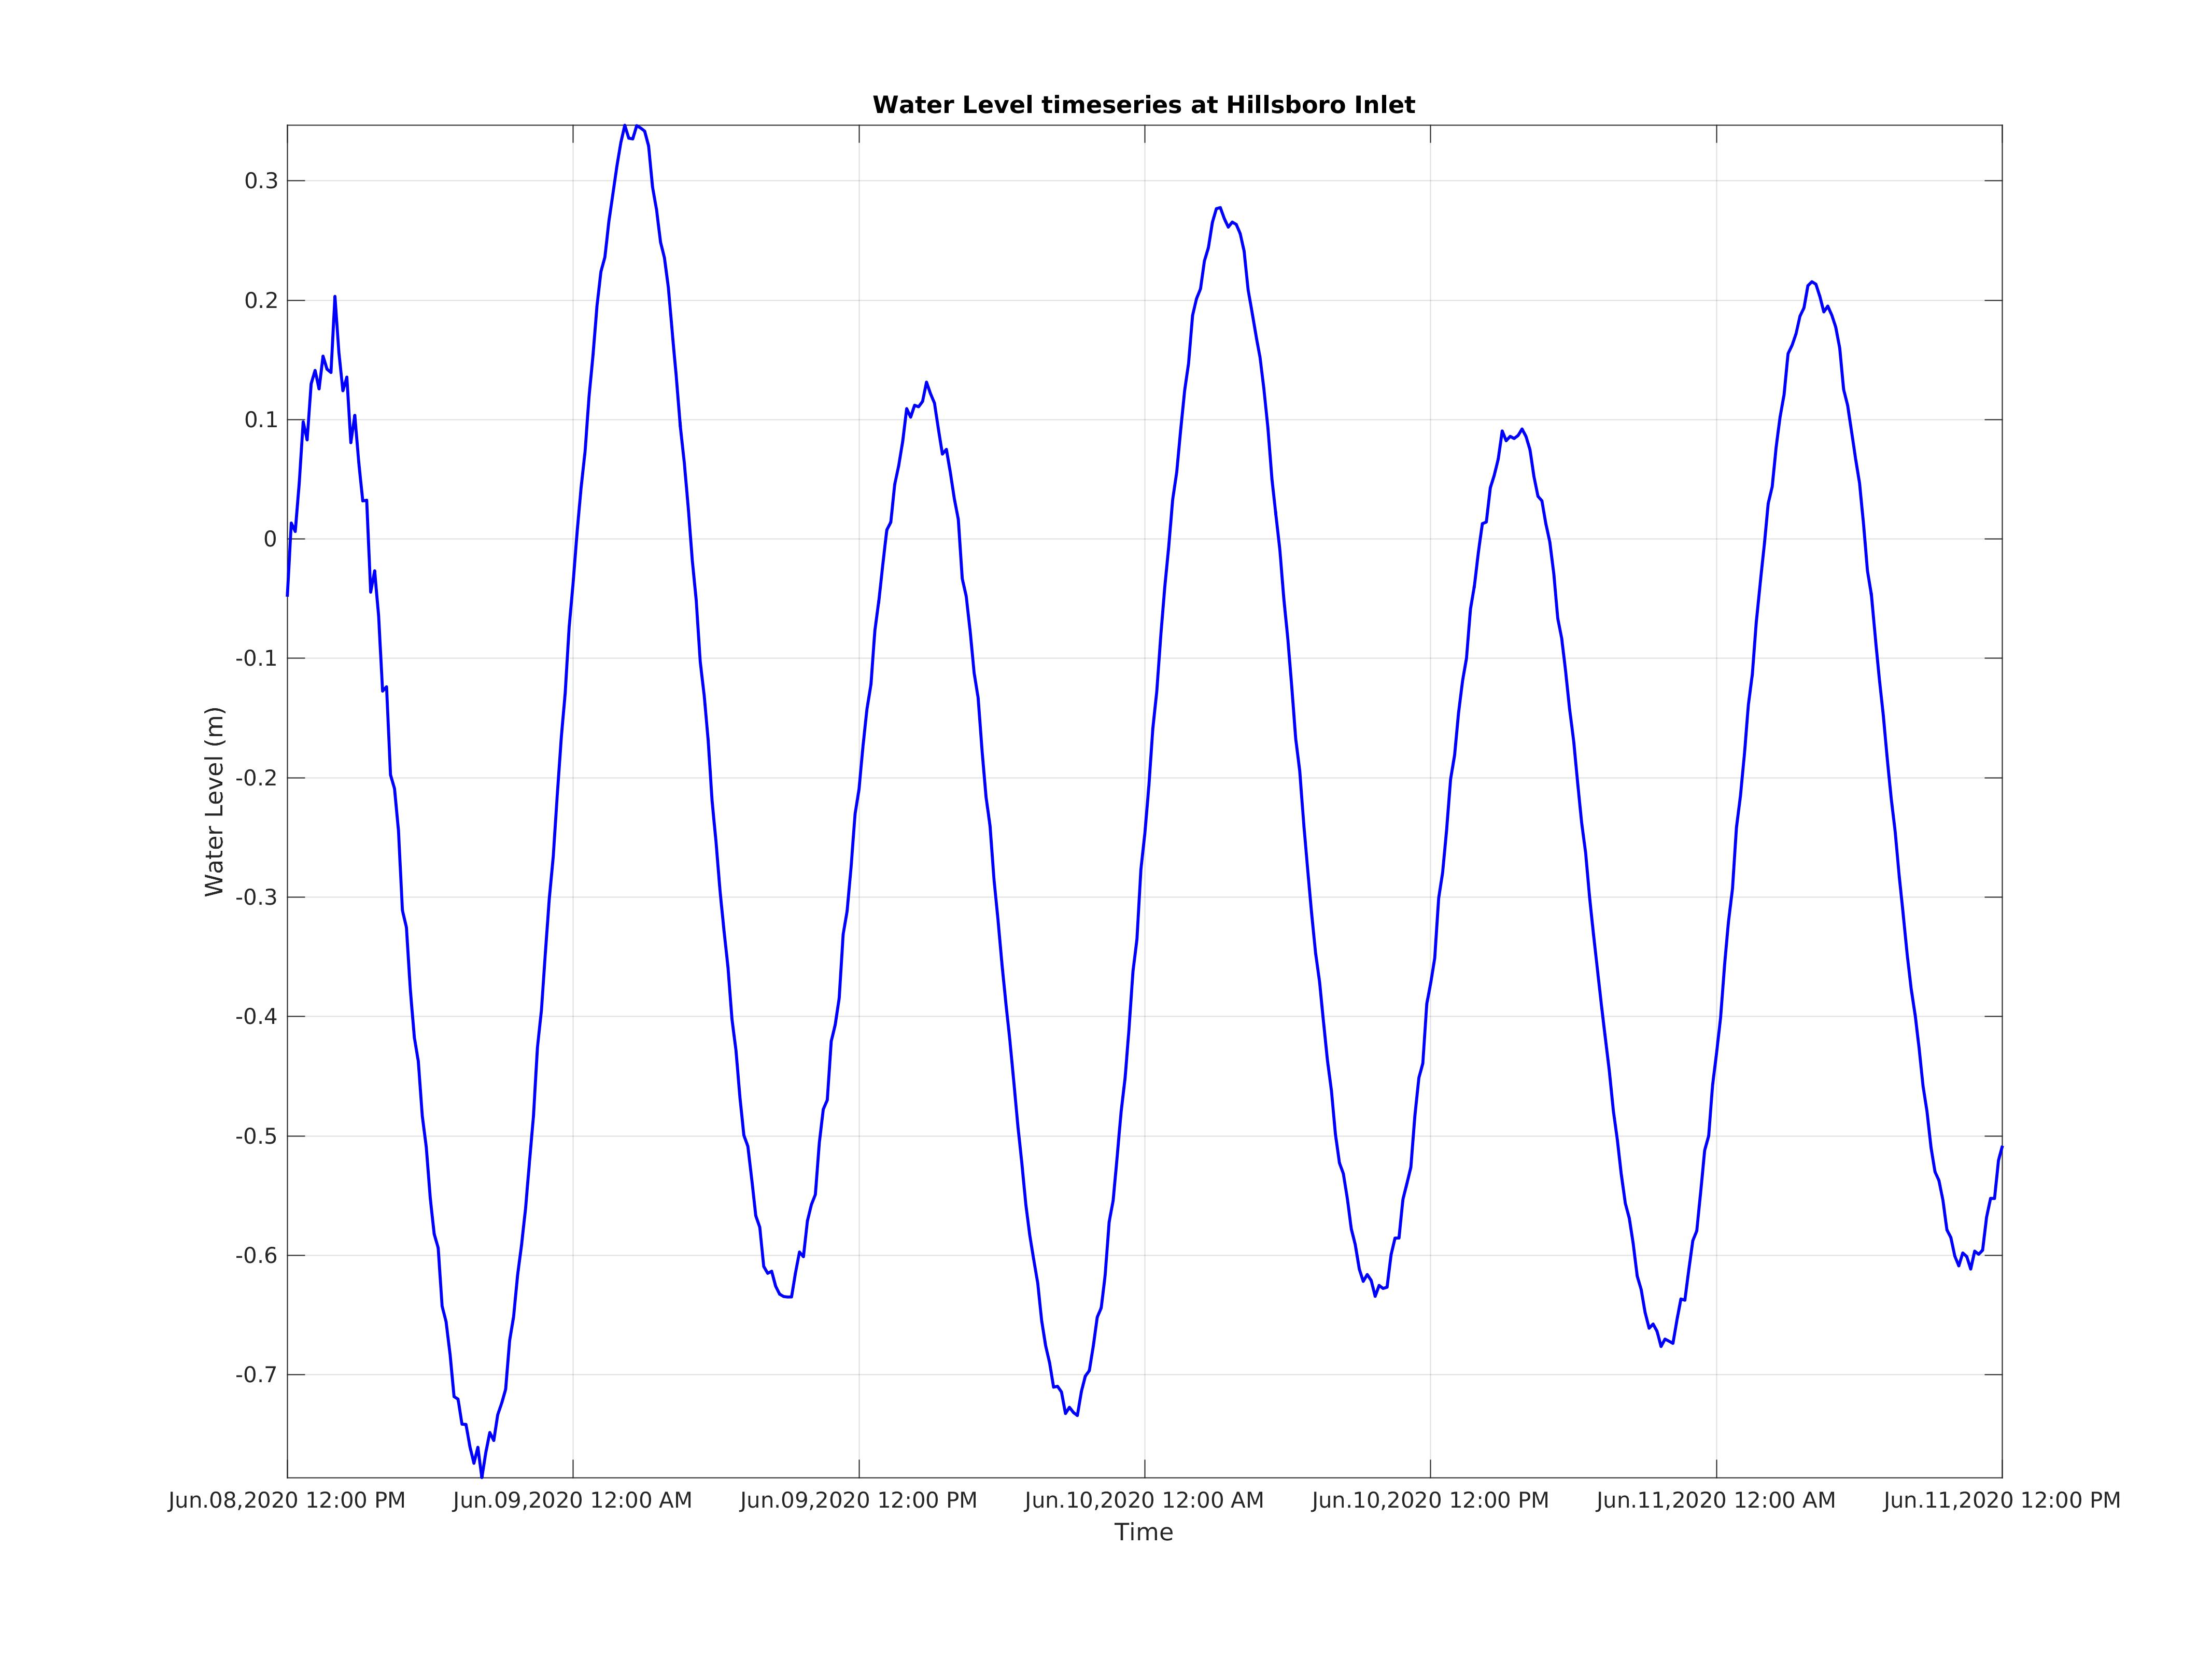 Water Level timeseries at Hillsboro Inlet
0.3
0.2
0.1
0
-0.1
-0.2
-0.3
-0.4
-0.5
-0.6
-0.7
Water Level (m)
Jun.08,2020 12:00 PM Jun.09,2020 12:00 AM Jun.09,2020 12:00 PM Jun.10,2020 12:00 AM Jun.10,2020 12:00 PM Jun.11,2020 12:00 AM Jun.11,2020 12:00 PM
Time